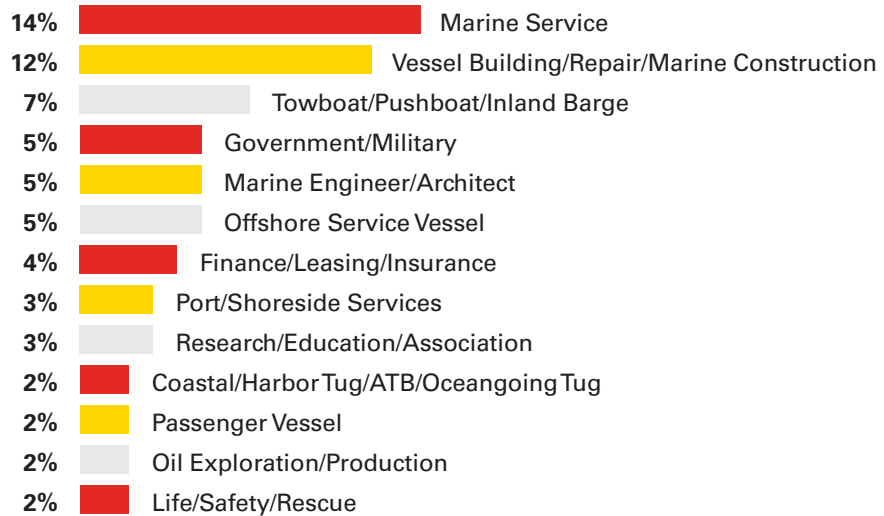 14% Marine Service
12% Vessel Building/Repair/Marine Construction
7% Towboat/Pushboat/Inland Barge
5% Government/Military
5% Marine Engineer/Architect
5% Offshore Service Vessel
4% Finance/Leasing/Insurance
3% Port/Shoreside Services
3% Research/Education/Association
2% Coastal/Harbor Tug/ATB/Oceangoing Tug
2% Passenger Vessel
2% Oil Exploration/Production
2% Life/Safety/Rescue